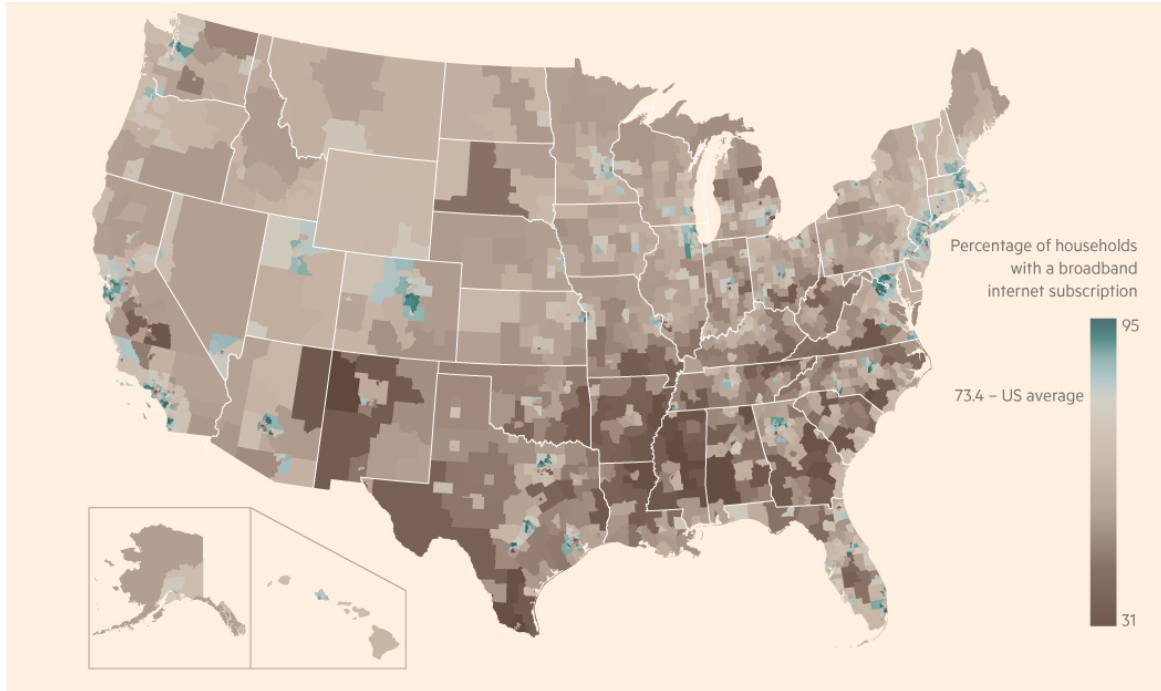 Percentage of households
with a broadband
internet subscription
95
73.4 – US average
31